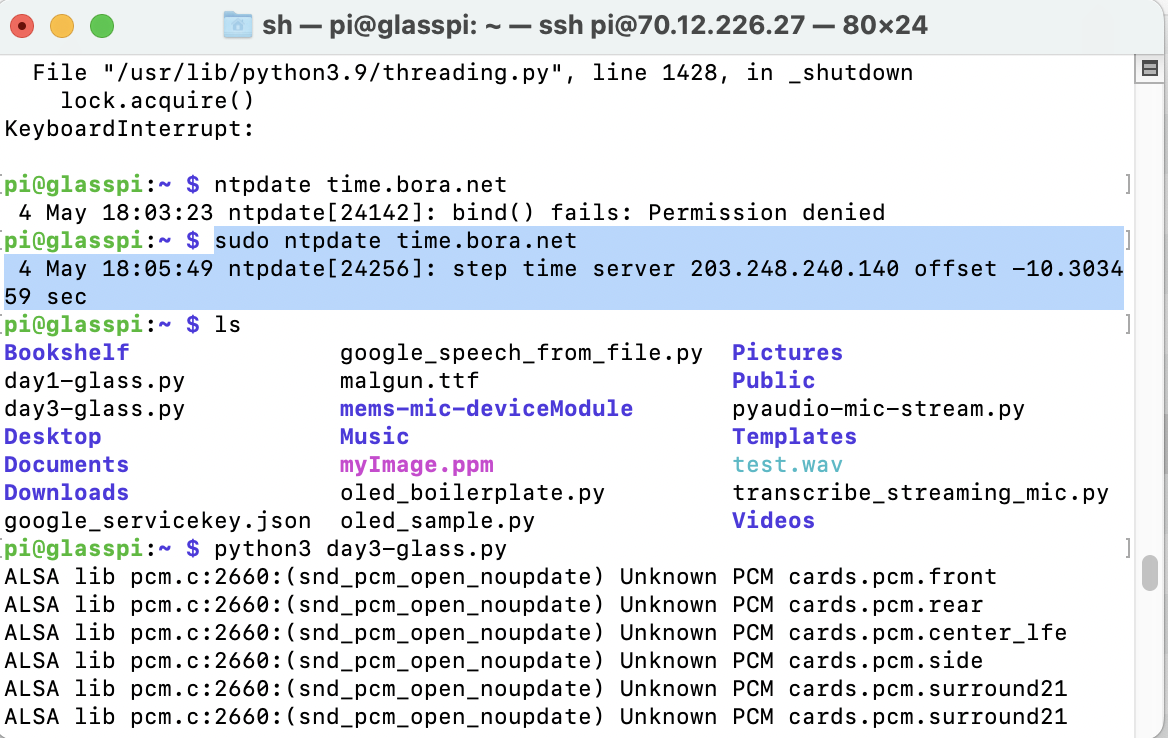 sh — pi@glasspi: ~ — ssh pi@70.12.226.27 — 80×24
File "/usr/lib/python3.9/threading.py", line 1428, in _shutdown
lock.acquire()
KeyboardInterrupt:
[pi@glasspi:~ $ ntpdate time.bora.net ]
4 May 18:03:23 ntpdate[24142]: bind() fails: Permission denied
[pi@glasspi:~ $ sudo ntpdate time.bora.net ]
4 May 18:05:49 ntpdate[24256]: step time server 203.248.240.140 offset -10.3034
59 sec
[pi@glasspi:~ $ ls ]
Bookshelf google_speech_from_file.py Pictures
day1-glass.py malgun.ttf Public
day3-glass.py mems-mic-deviceModule pyaudio-mic-stream.py
Desktop Music Templates
Documents myImage.ppm test.wav
Downloads oled_boilerplate.py transcribe_streaming_mic.py
google_servicekey.json oled_sample.py Videos
[pi@glasspi:~ $ python3 day3-glass.py ]
ALSA lib pcm.c:2660:(snd_pcm_open_noupdate) Unknown PCM cards.pcm.front
ALSA lib pcm.c:2660:(snd_pcm_open_noupdate) Unknown PCM cards.pcm.rear
ALSA lib pcm.c:2660:(snd_pcm_open_noupdate) Unknown PCM cards.pcm.center_lfe
ALSA lib pcm.c:2660:(snd_pcm_open_noupdate) Unknown PCM cards.pcm.side
ALSA lib pcm.c:2660:(snd_pcm_open_noupdate) Unknown PCM cards.pcm.surround21
ALSA lib pcm.c:2660:(snd_pcm_open_noupdate) Unknown PCM cards.pcm.surround21